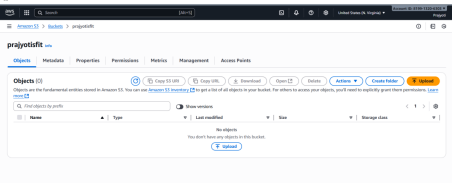 aws
[Alt+S]
United States (N. Virginia)
Prajyoti
Amazon S3 > Buckets > prajyotisfit
prajyotisfit Info
Objects Metadata Properties Permissions Metrics Management Access Points
Objects (0)
Copy S3 URI Copy URL Download Open Delete Actions Create folder Upload
Objects are the fundamental entities stored in Amazon S3. You can use Amazon S3 inventory to get a list of all objects in your bucket. For others to access your objects, you'll need to explicitly grant them permissions. Learn
more
Find objects by prefix
Show versions
1
Name Type Last modified Size Storage class
No objects
You don't have any objects in this bucket.
Upload